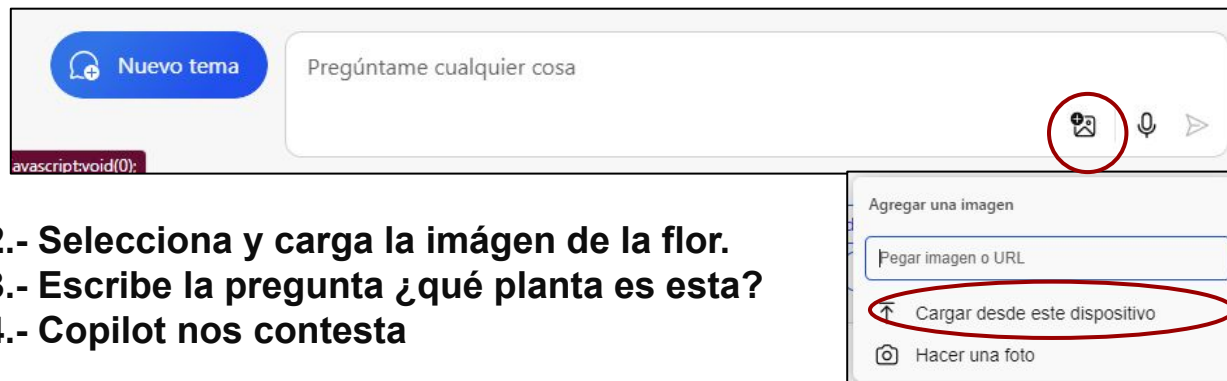 Nuevo tema
Pregúntame cualquier cosa
avascript:void(0);
Agregar una imagen
Pegar imagen o URL
Cargar desde este dispositivo
Hacer una foto
2.- Selecciona y carga la imágen de la flor.
3.- Escribe la pregunta ¿qué planta es esta?
4.- Copilot nos contesta